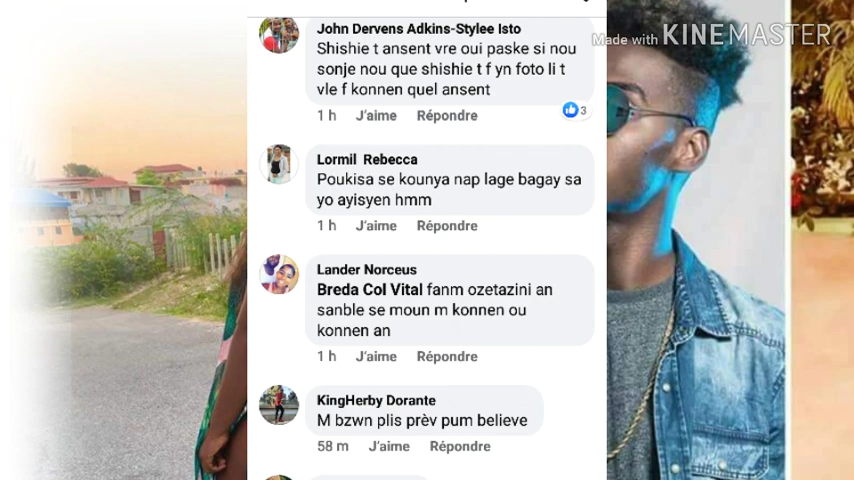 Made with KINEMASTER
John Dervens Adkins-Stylee Isto
Shishie t ansent vre oui paske si nou
sonje nou que shishie t f yn foto li t
vle f konnen quel ansent
1 h J'aime Répondre
3
Lormil Rebecca
Poukisa se kounya nap lage bagay sa
yo ayisyen hmm
1 h J'aime Répondre
Lander Norceus
Breda Col Vital fanm ozetazini an
sanble se moun m konnen ou
konnen an
1 h J'aime Répondre
KingHerby Dorante
M bzwn plis prèv pum believe
58 m J'aime Répondre